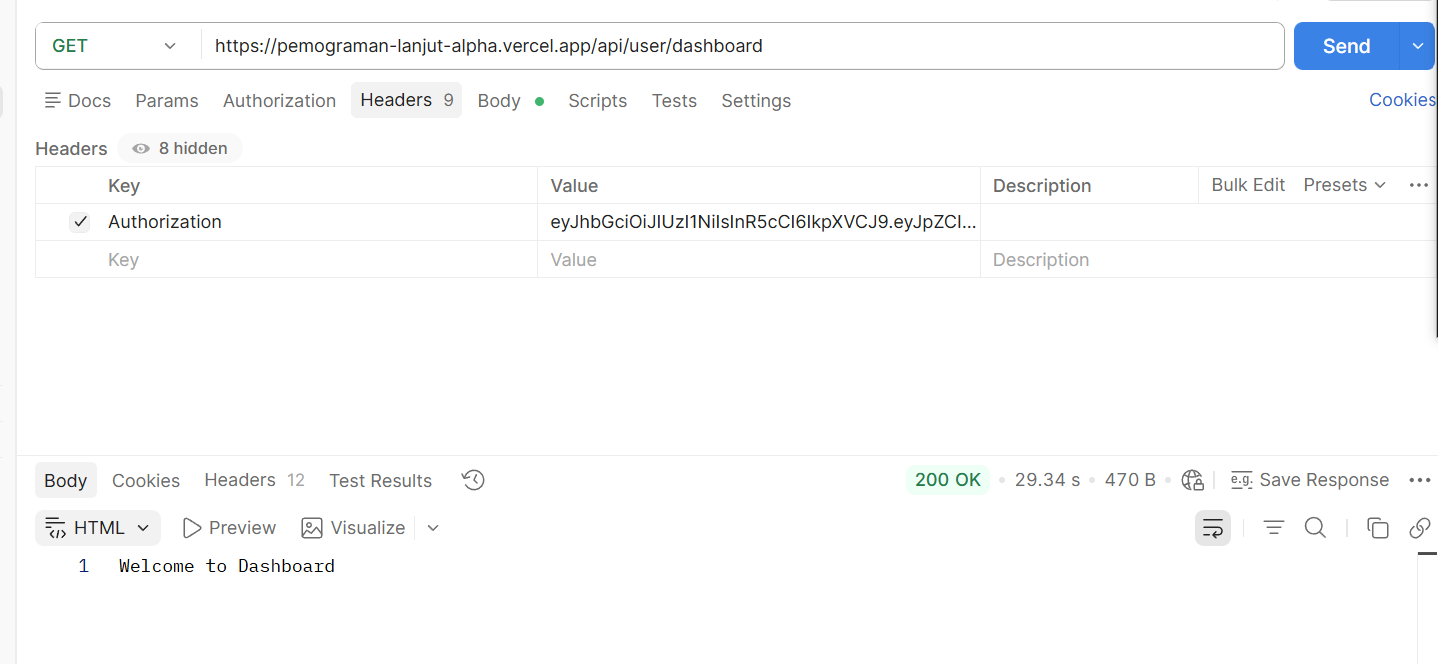 GET https://pemograman-lanjut-alpha.vercel.app/api/user/dashboard Send
Docs Params Authorization Headers 9 Body Scripts Tests Settings Cookies
Headers 8 hidden
Key Value Description Bulk Edit Presets
Authorization eyJhbGciOiJIUzI1NiIsInR5cCI6IkpXVCJ9.eyJpZCI...
Key Value Description
Body Cookies Headers 12 Test Results 200 OK 29.34 s 470 B e.g. Save Response
HTML Preview Visualize
1 Welcome to Dashboard